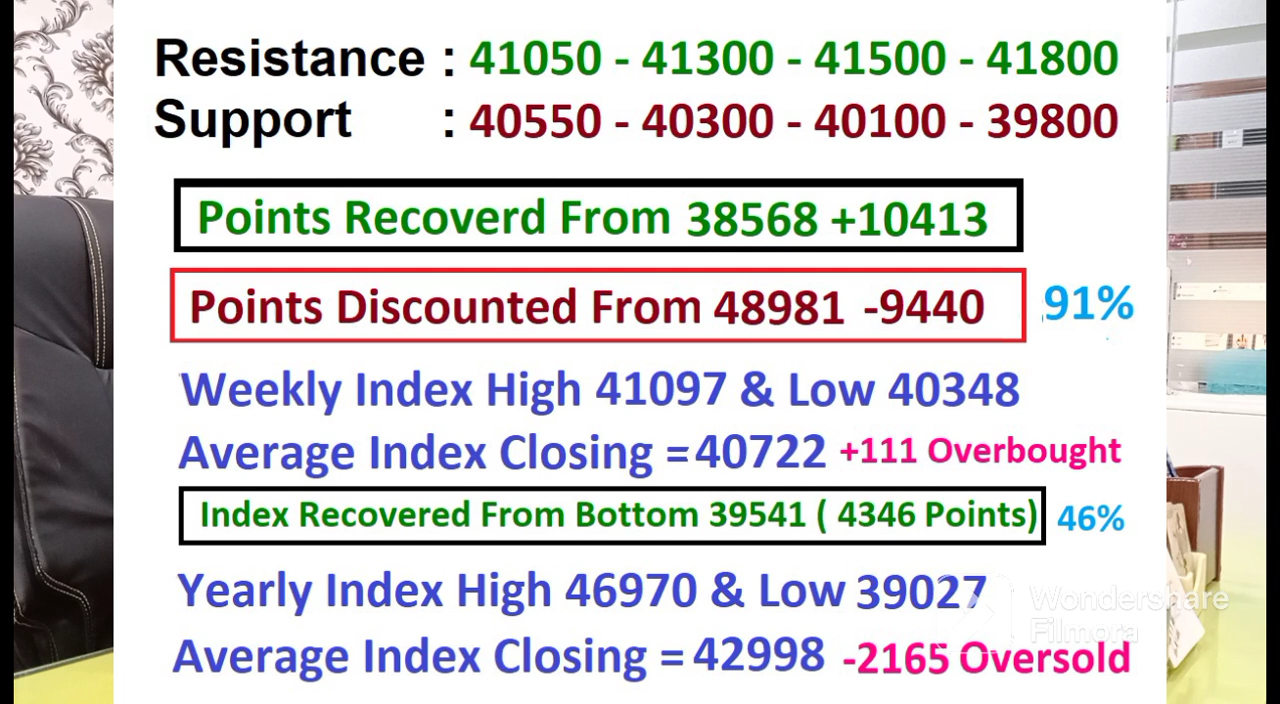 Resistance : 41050 - 41300 - 41500 - 41800
Support : 40550 - 40300 - 40100 - 39800
Points Recoverd From 38568 +10413
Points Discounted From 48981 -9440 91%
Weekly Index High 41097 & Low 40348
Average Index Closing = 40722 +111 Overbought
Index Recovered From Bottom 39541 ( 4346 Points) 46%
Yearly Index High 46970 & Low 39027
Average Index Closing = 42998 -2165 Oversold
Wondershare
Filmora